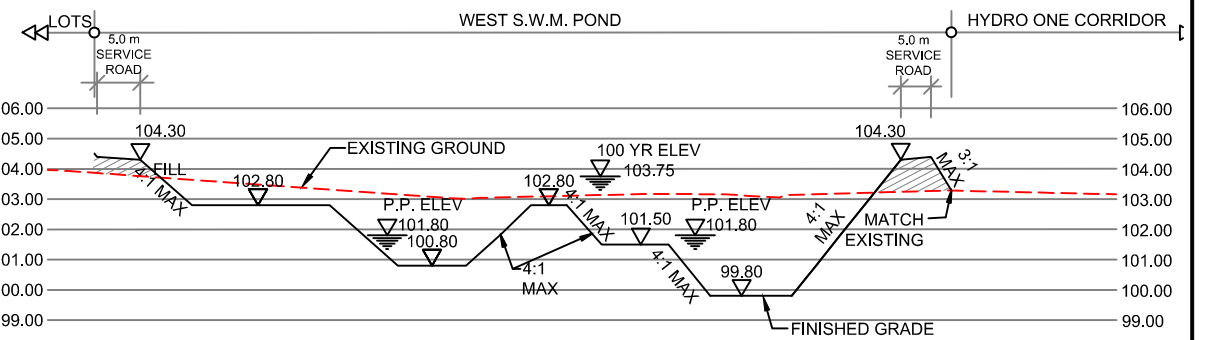 LOTS
WEST S.W.M. POND
HYDRO ONE CORRIDOR
5.0 m
SERVICE
ROAD
5.0 m
SERVICE
ROAD
06.00
106.00
05.00
104.30
104.30
105.00
EXISTING GROUND
100 YR ELEV
103.75
3:1
MAX
04.00
FILL
104.00
4:1 MAX
102.80
102.80
03.00
103.00
P.P. ELEV
101.80
4:1 MAX
P.P. ELEV
101.80
4:1
MAX
MATCH
EXISTING
02.00
101.50
102.00
100.80
01.00
4:1
MAX
4:1 MAX
99.80
101.00
00.00
100.00
99.00
FINISHED GRADE
99.00